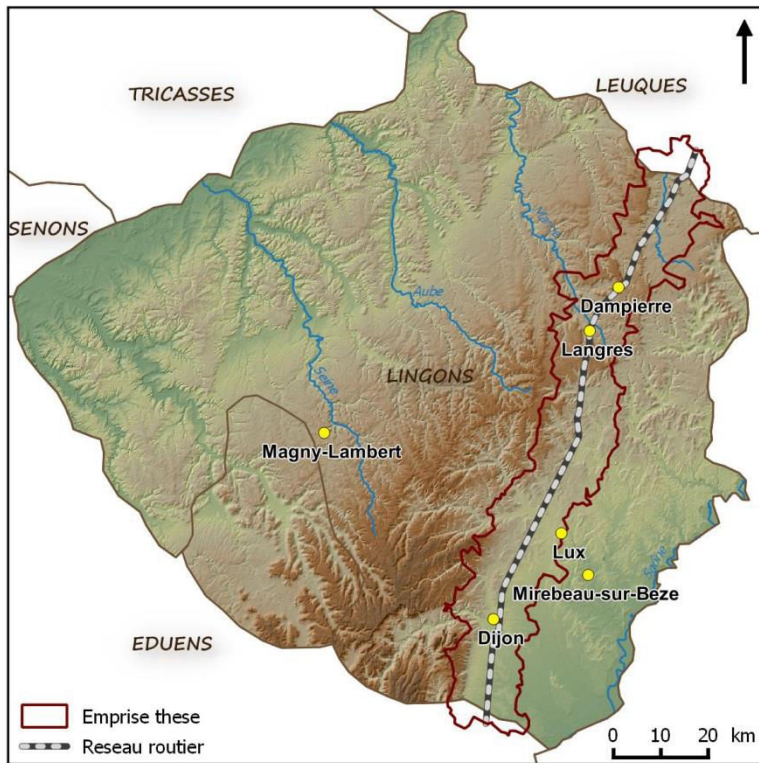 TRICASSES
LEUQUES
SENONS
Marne
Dampierre
Aube
Langres
LINGONS
Seine
Magny-Lambert
Lux
Saône
Mirebeau-sur-Beze
EDUENS
Dijon
Emprise these
Reseau routier
0 10 20 km